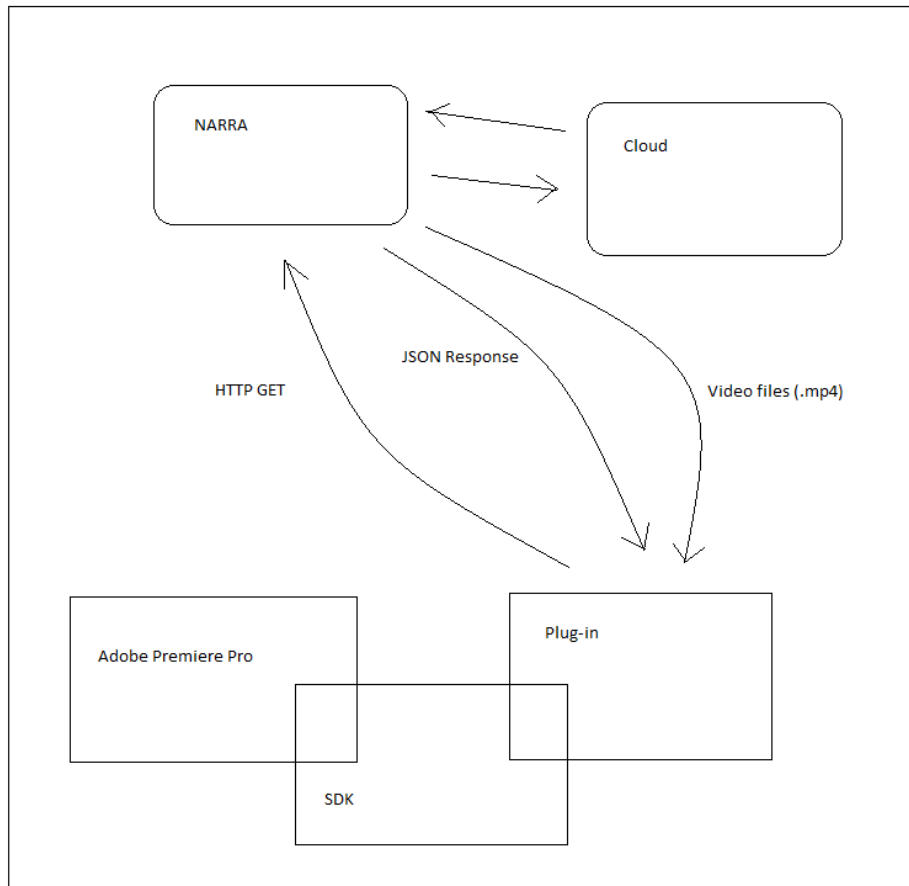 NARRA
Cloud
JSON Response
HTTP GET
Video files (.mp4)
Plug-in
Adobe Premiere Pro
SDK